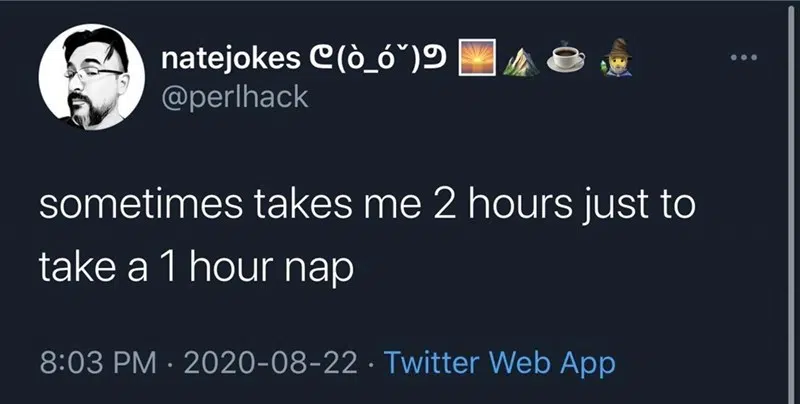 natejokes ᕦ(ò_óˇ)ᕤ 🌅 ⛰️ ☕ 🧙‍♂️
@perlhack
sometimes takes me 2 hours just to
take a 1 hour nap
8:03 PM · 2020-08-22 · Twitter Web App